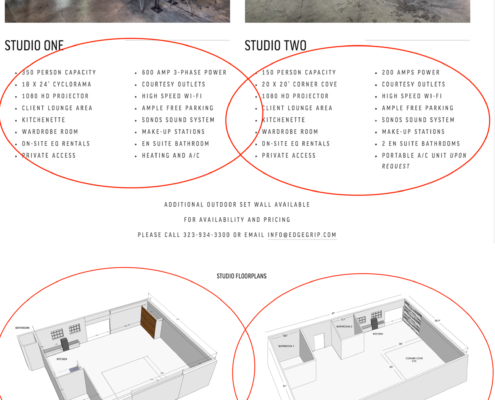 STUDIO ONE
350 PERSON CAPACITY
18 X 24' CYCLORAMA
1080 HD PROJECTOR
CLIENT LOUNGE AREA
KITCHENETTE
WARDROBE ROOM
ON-SITE EQ RENTALS
PRIVATE ACCESS
600 AMP 3-PHASE POWER
COURTESY OUTLETS
HIGH SPEED WI-FI
AMPLE FREE PARKING
SONOS SOUND SYSTEM
MAKE-UP STATIONS
EN SUITE BATHROOM
HEATING AND A/C
STUDIO TWO
150 PERSON CAPACITY
20 X 20' CORNER COVE
1080 HD PROJECTOR
CLIENT LOUNGE AREA
KITCHENETTE
WARDROBE ROOM
ON-SITE EQ RENTALS
PRIVATE ACCESS
200 AMPS POWER
COURTESY OUTLETS
HIGH SPEED WI-FI
AMPLE FREE PARKING
SONOS SOUND SYSTEM
MAKE-UP STATIONS
2 EN SUITE BATHROOMS
PORTABLE A/C UNIT UPON
REQUEST
ADDITIONAL OUTDOOR SET WALL AVAILABLE
FOR AVAILABILITY AND PRICING
PLEASE CALL 323-934-3300 OR EMAIL INFO@EDGEGRIP.COM
STUDIO FLOORPLANS
BATHROOM
KITCHEN
KITCHEN